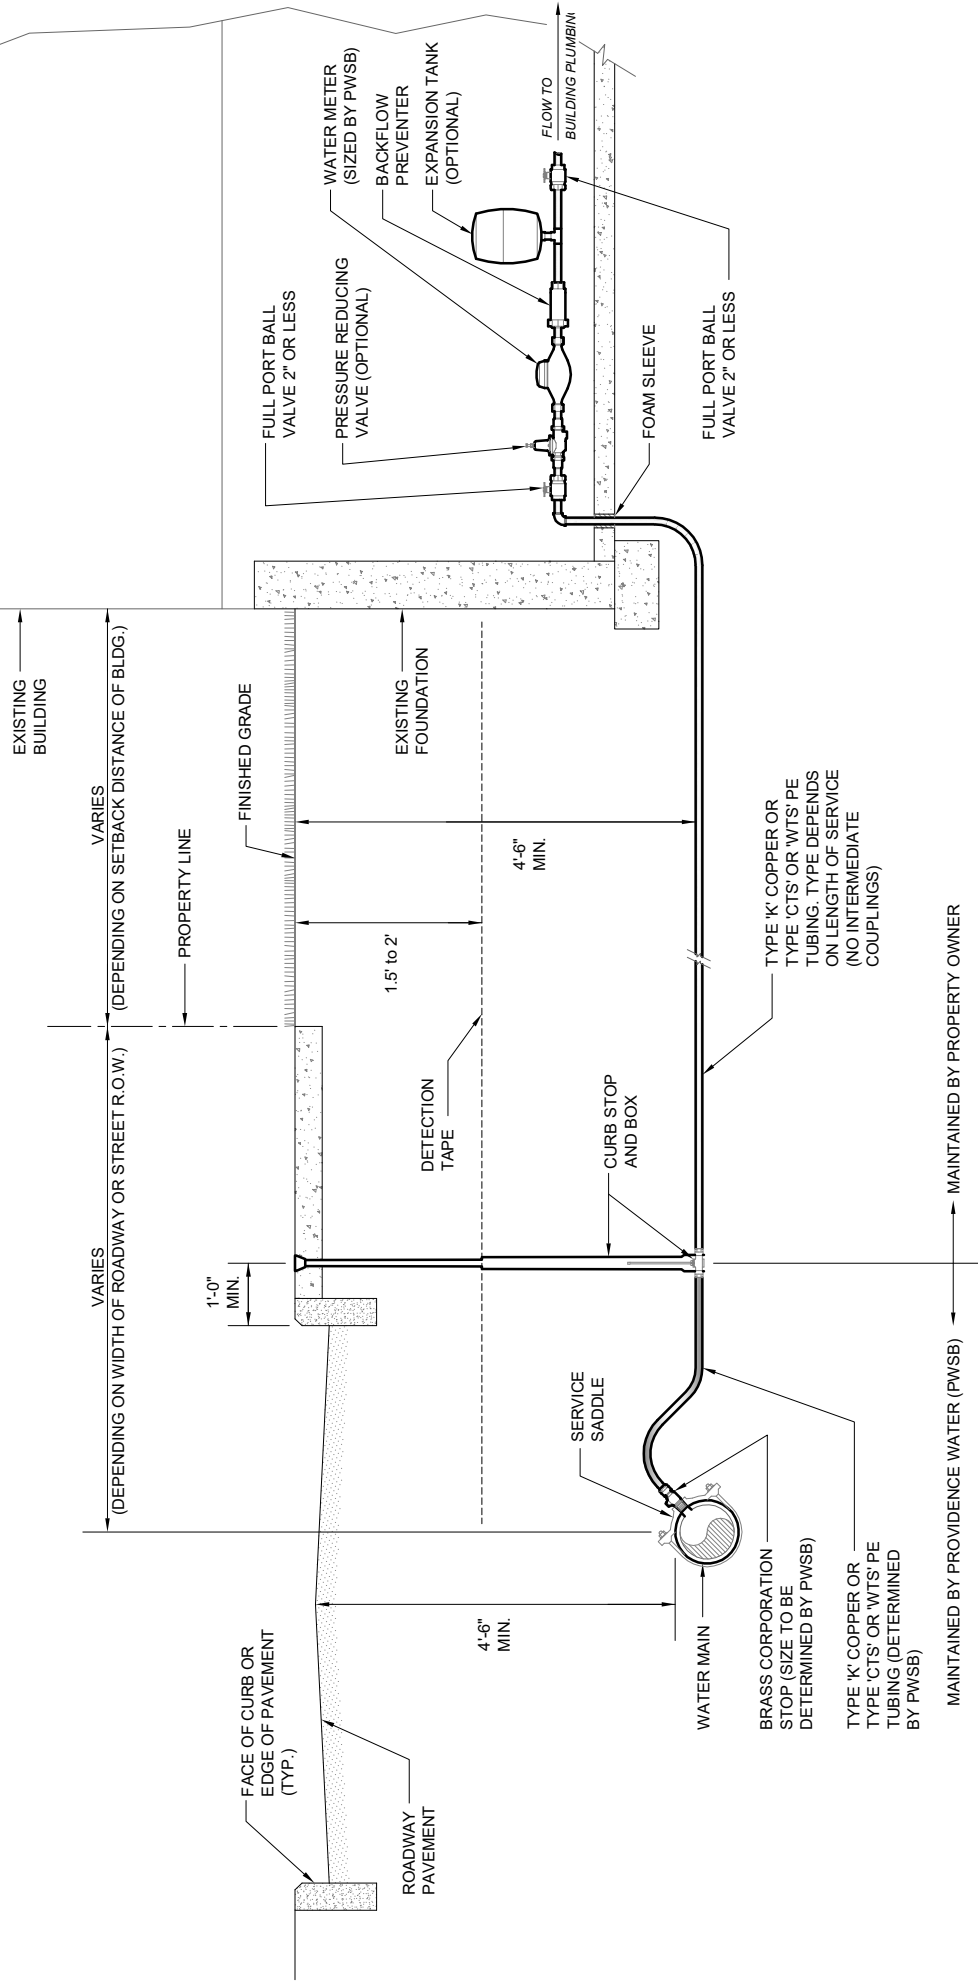 EXISTING
BUILDING
VARIES
(DEPENDING ON SETBACK DISTANCE OF BLDG.)
VARIES
(DEPENDING ON WIDTH OF ROADWAY OR STREET R.O.W.)
PROPERTY LINE
FINISHED GRADE
1'-0"
MIN.
FACE OF CURB OR
EDGE OF PAVEMENT
(TYP.)
ROADWAY
PAVEMENT
EXISTING
FOUNDATION
1.5' to 2'
DETECTION
TAPE
4'-6"
MIN.
4'-6"
MIN.
FULL PORT BALL
VALVE 2" OR LESS
PRESSURE REDUCING
VALVE (OPTIONAL)
WATER METER
(SIZED BY PWSB)
BACKFLOW
PREVENTER
EXPANSION TANK
(OPTIONAL)
FLOW TO
BUILDING PLUMBIN
FOAM SLEEVE
FULL PORT BALL
VALVE 2" OR LESS
CURB STOP
AND BOX
SERVICE
SADDLE
WATER MAIN
BRASS CORPORATION
STOP (SIZE TO BE
DETERMINED BY PWSB)
TYPE 'K' COPPER OR
TYPE 'CTS' OR 'WTS' PE
TUBING (DETERMINED
BY PWSB)
TYPE 'K' COPPER OR
TYPE 'CTS' OR 'WTS' PE
TUBING. TYPE DEPENDS
ON LENGTH OF SERVICE
(NO INTERMEDIATE
COUPLINGS)
MAINTAINED BY PROVIDENCE WATER (PWSB)
MAINTAINED BY PROPERTY OWNER